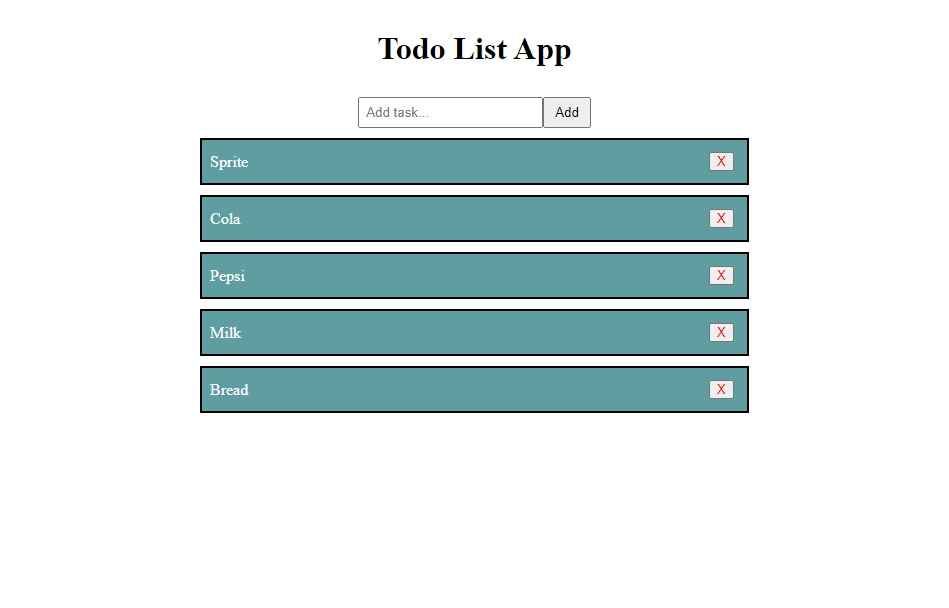 Todo List App
Add task... Add
Sprite X
Cola X
Pepsi X
Milk X
Bread X